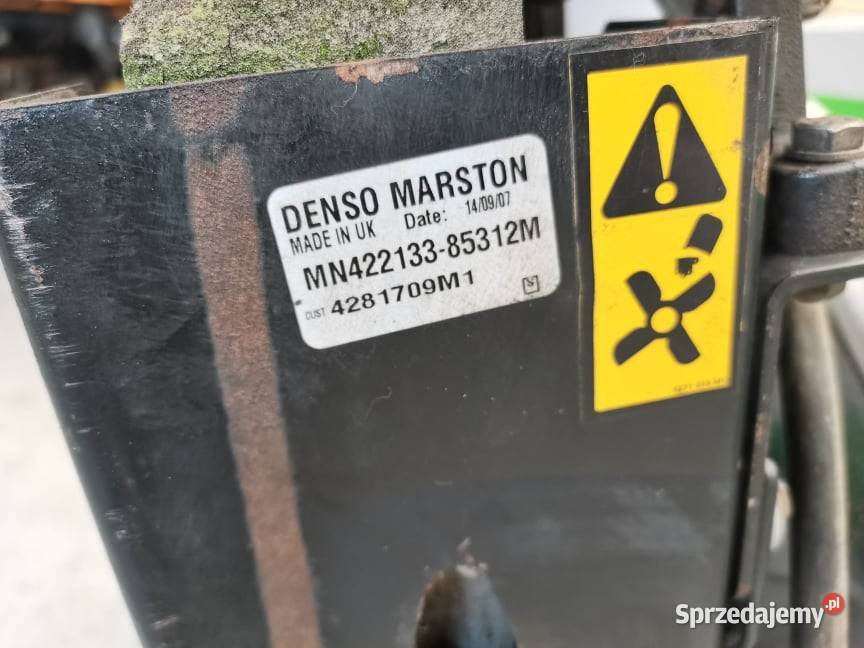 DENSO MARSTON
MADE IN UK Date: 14/09/07
MN422133-85312M
CUST 4281709M1
Sprzedajemy.pl